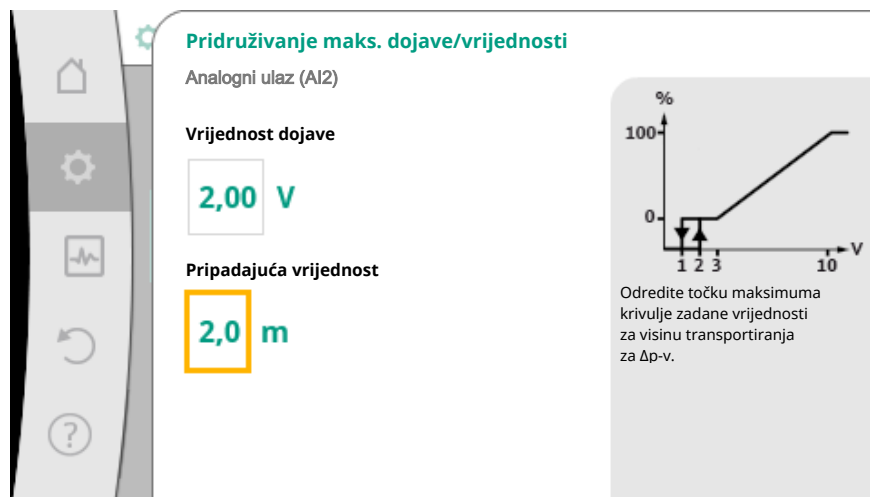 Pridruživanje maks. dojave/vrijednosti
Analogni ulaz (AI2)
Vrijednost dojave
2,00 V
Pripadajuća vrijednost
2,0 m
%
100
0
1 2 3 10
V
Odredite točku maksimuma
krivulje zadane vrijednosti
za visinu transportiranja
za Δp-v.
?